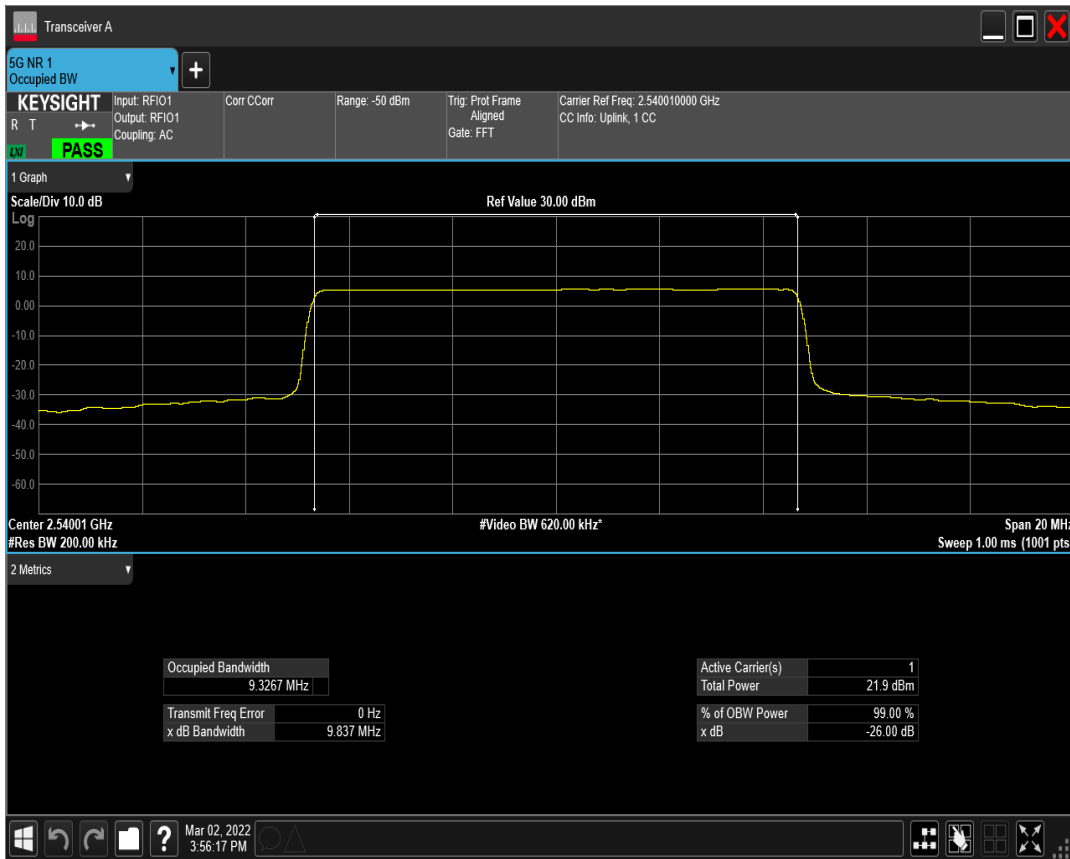 Transceiver A
5G NR 1
Occupied BW
KEYSIGHT
R T
LXI
PASS
Input: RFIO1
Output: RFIO1
Coupling: AC
Corr CCorr
Range: -50 dBm
Trig: Prot Frame
Aligned
Gate: FFT
Carrier Ref Freq: 2.540010000 GHz
CC Info: Uplink, 1 CC
1 Graph
Scale/Div 10.0 dB
Ref Value 30.00 dBm
Log
20.0
10.0
0.00
-10.0
-20.0
-30.0
-40.0
-50.0
-60.0
Center 2.54001 GHz
#Video BW 620.00 kHz*
Span 20 MHz
#Res BW 200.00 kHz
Sweep 1.00 ms (1001 pts
2 Metrics
Occupied Bandwidth
9.3267 MHz
Transmit Freq Error 0 Hz
x dB Bandwidth 9.837 MHz
Active Carrier(s) 1
Total Power 21.9 dBm
% of OBW Power 99.00 %
x dB -26.00 dB
?
Mar 02, 2022
3:56:17 PM